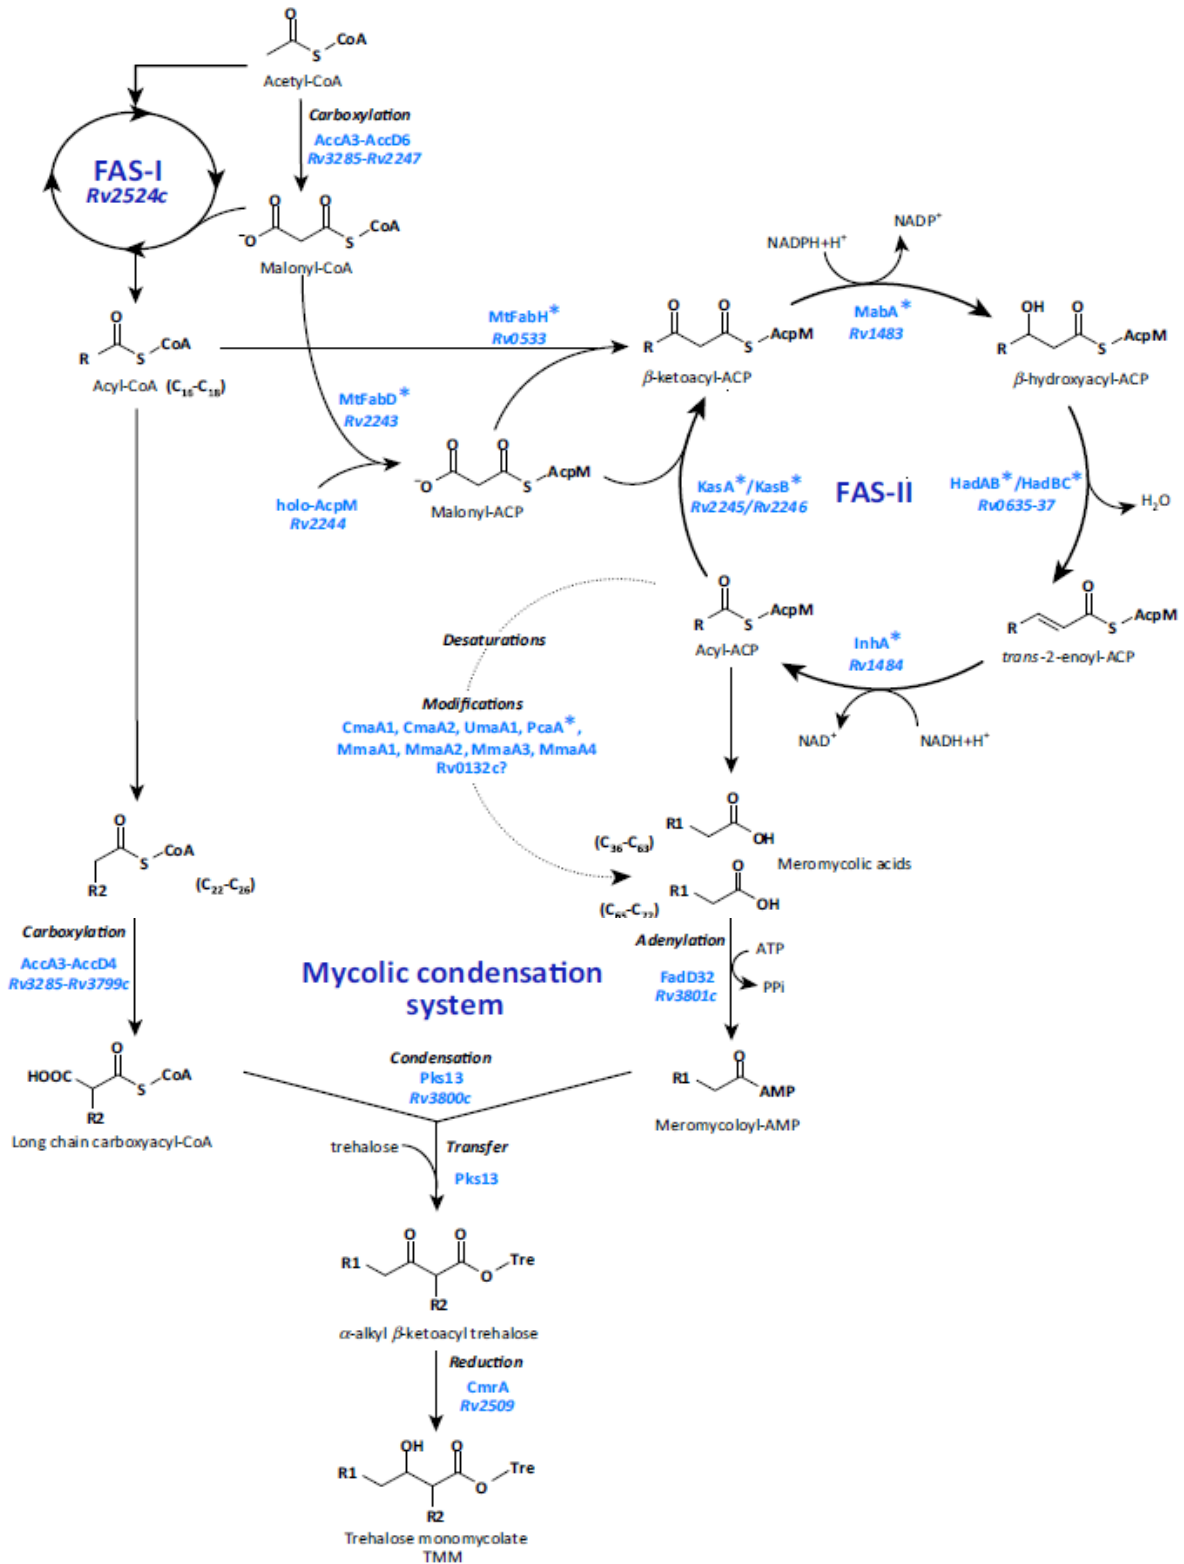 O
S
CoA
Acetyl-CoA
Carboxylation
AccA3-AccD6
Rv3285-Rv2247
FAS-I
Rv2524c
O
O
⁻O
S
CoA
Malonyl-CoA
NADPH+H⁺
NADP⁺
MabA*
Rv1483
O
R
S
CoA
Acyl-CoA (C₁₆-C₁₈)
MtFabH*
Rv0533
O
O
R
S
AcpM
β-ketoacyl-ACP
OH
O
R
S
AcpM
β-hydroxyacyl-ACP
MtFabD*
Rv2243
holo-AcpM
Rv2244
O
O
⁻O
S
AcpM
Malonyl-ACP
KasA*/KasB*
Rv2245/Rv2246
FAS-II
HadAB*/HadBC*
Rv0635-37
H₂O
O
R
S
AcpM
Acyl-ACP
O
R
S
AcpM
trans-2-enoyl-ACP
InhA*
Rv1484
NAD⁺
NADH+H⁺
Desaturations
Modifications
CmaA1, CmaA2, UmaA1, PcaA*,
MmaA1, MmaA2, MmaA3, MmaA4
Rv0132c?
O
R1
OH
(C₃₆-C₆₃)
Meromycolic acids
O
R1
OH
O
S
CoA
R2
(C₂₂-C₂₆)
Carboxylation
AccA3-AccD4
Rv3285-Rv3799c
Adenylation
ATP
FadD32
Rv3801c
PPi
Mycolic condensation
system
O
HOOC
S
CoA
R2
Long chain carboxyacyl-CoA
Condensation
Pks13
Rv3800c
O
R1
AMP
Meromycoloyl-AMP
trehalose
Transfer
Pks13
O
O
R1
O
Tre
R2
α-alkyl β-ketoacyl trehalose
Reduction
CmrA
Rv2509
OH
O
R1
O
Tre
R2
Trehalose monomycolate
TMM